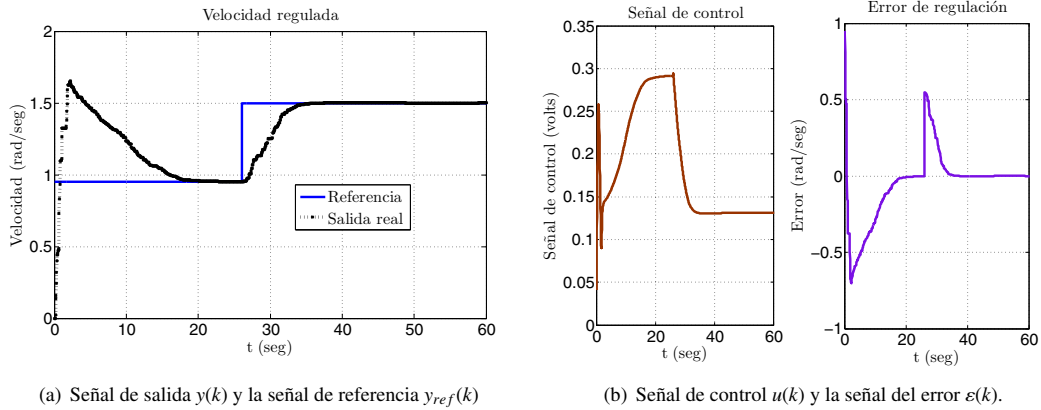 Velocidad regulada
2
1.5
1
0.5
0
Velocidad (rad/seg)
Referencia
Salida real
0 10 20 30 40 50 60
t (seg)
(a) Señal de salida y(k) y la señal de referencia y_ref(k)
Señal de control
0.4
0.35
0.3
0.25
0.2
0.15
0.1
0.05
0
Señal de control (volts)
0 20 40 60
t (seg)
Error de regulación
1
0.5
0
−0.5
−1
Error (rad/seg)
0 20 40 60
t (seg)
(b) Señal de control u(k) y la señal del error ε(k).